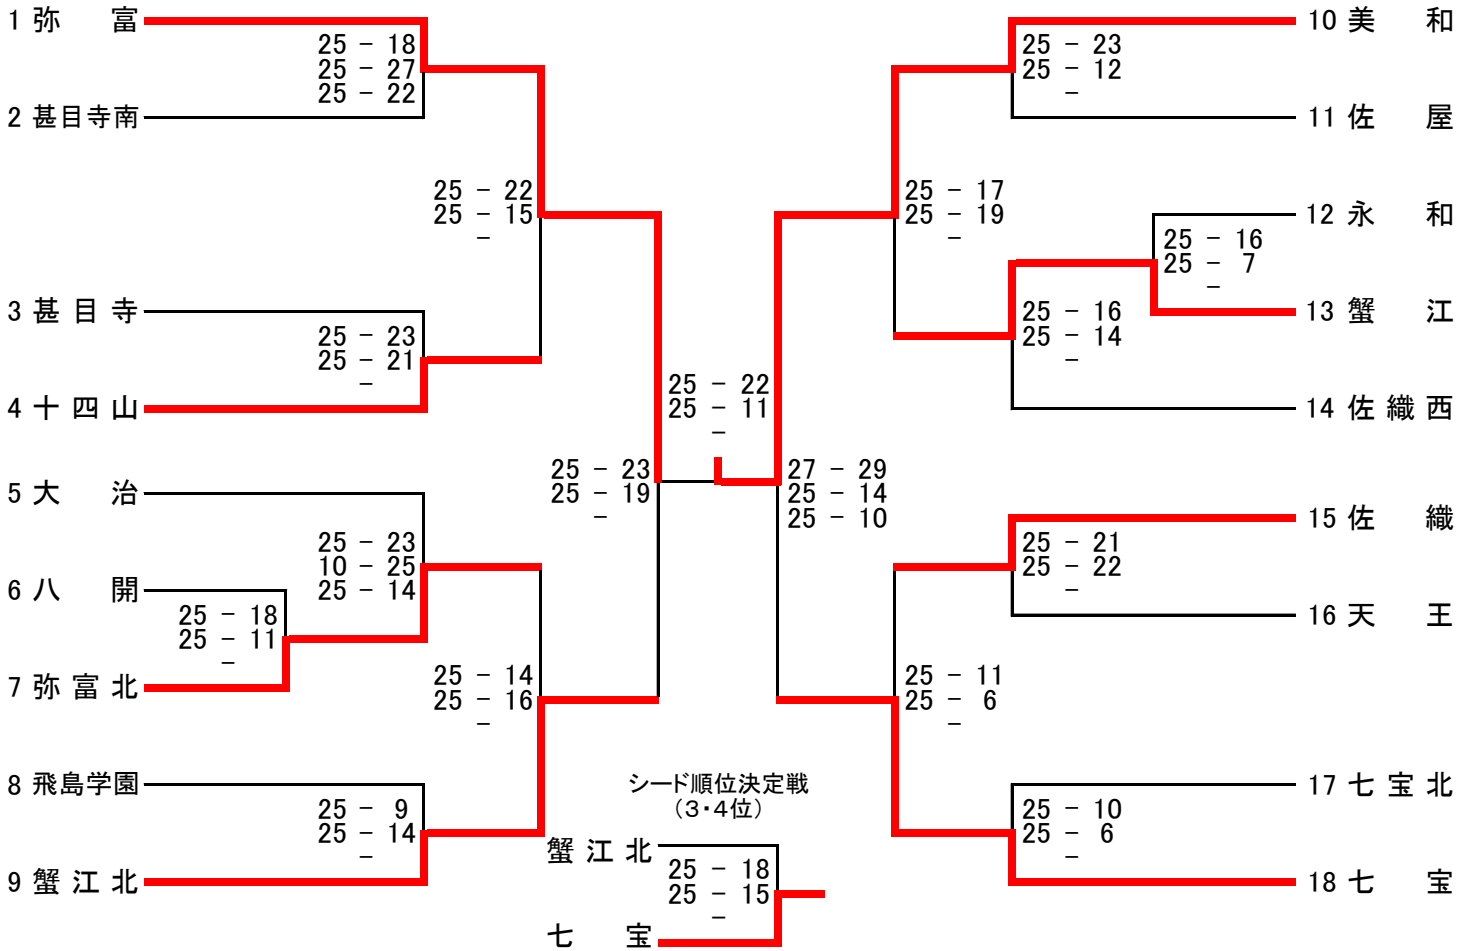 1 弥富
25 − 18
25 − 27
25 − 22
2 甚目寺南
25 − 22
25 − 15
−
3 甚目寺
25 − 23
25 − 21
−
4 十四山
5 大治
25 − 23
10 − 25
25 − 14
6 八開
25 − 18
25 − 11
−
7 弥富北
25 − 14
25 − 16
−
8 飛島学園
25 − 9
25 − 14
−
9 蟹江北
25 − 23
25 − 19
−
25 − 22
25 − 11
−
27 − 29
25 − 14
25 − 10
10 美和
25 − 23
25 − 12
−
11 佐屋
25 − 17
25 − 19
−
12 永和
25 − 16
25 − 7
−
13 蟹江
25 − 16
25 − 14
−
14 佐織西
15 佐織
25 − 21
25 − 22
−
16 天王
25 − 11
25 − 6
−
17 七宝北
25 − 10
25 − 6
−
18 七宝
シード順位決定戦
（3・4位）
蟹江北
25 − 18
25 − 15
−
七宝